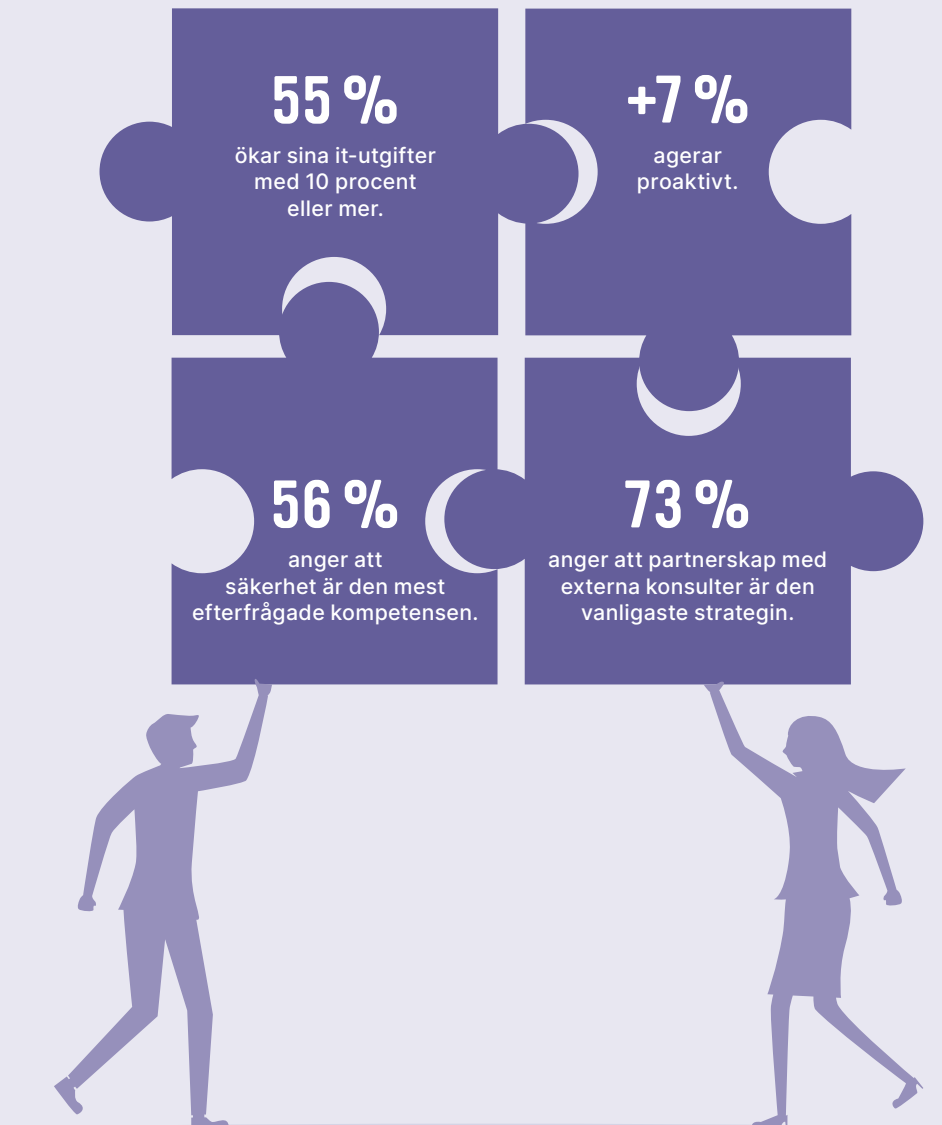 55 %
ökar sina it-utgifter
med 10 procent
eller mer.
+7 %
agerar
proaktivt.
56 %
anger att
säkerhet är den mest
efterfrågade kompetensen.
73 %
anger att partnerskap med
externa konsulter är den
vanligaste strategin.